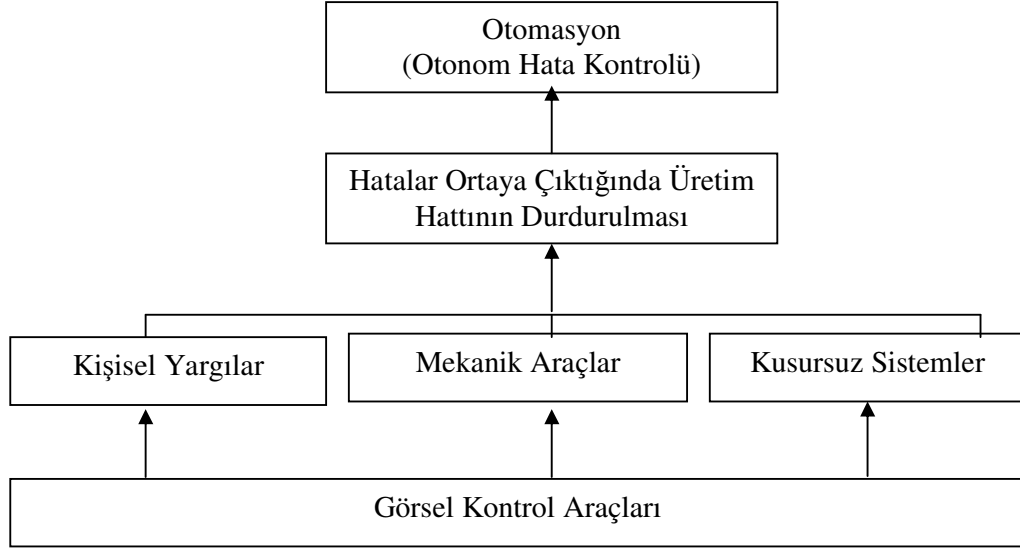 Otomasyon
(Otonom Hata Kontrolü)
Hatalar Ortaya Çıktığında Üretim
Hattının Durdurulması
Kişisel Yargılar
Mekanik Araçlar
Kusursuz Sistemler
Görsel Kontrol Araçları